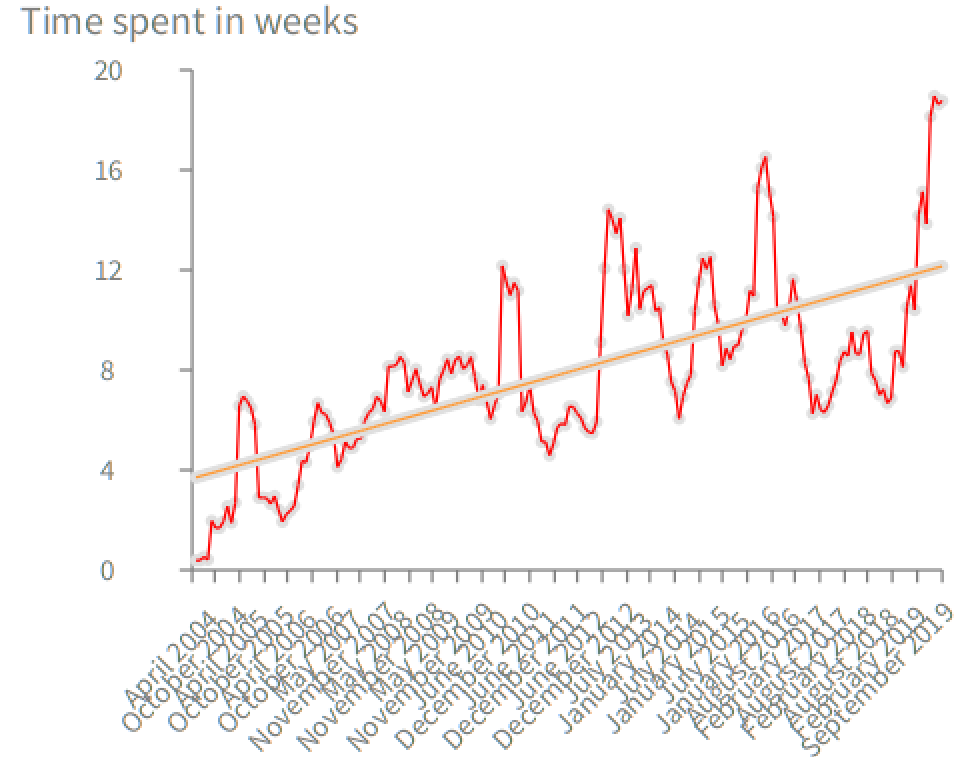 Time spent in weeks
20
16
12
8
4
0
April 2004
October 2004
April 2005
October 2005
April 2006
October 2006
May 2007
November 2007
May 2008
November 2008
May 2009
November 2009
June 2010
December 2010
June 2011
December 2011
June 2012
December 2012
July 2013
January 2014
July 2014
January 2015
July 2015
January 2016
August 2016
February 2017
August 2017
February 2018
August 2018
February 2019
September 2019